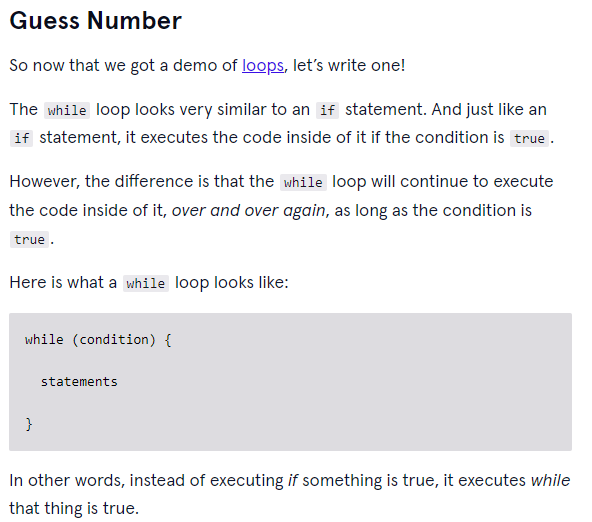 Guess Number
So now that we got a demo of loops, let’s write one!
The while loop looks very similar to an if statement. And just like an
if statement, it executes the code inside of it if the condition is true.
However, the difference is that the while loop will continue to execute
the code inside of it, over and over again, as long as the condition is
true.
Here is what a while loop looks like:
while (condition) {
statements
}
In other words, instead of executing if something is true, it executes while
that thing is true.